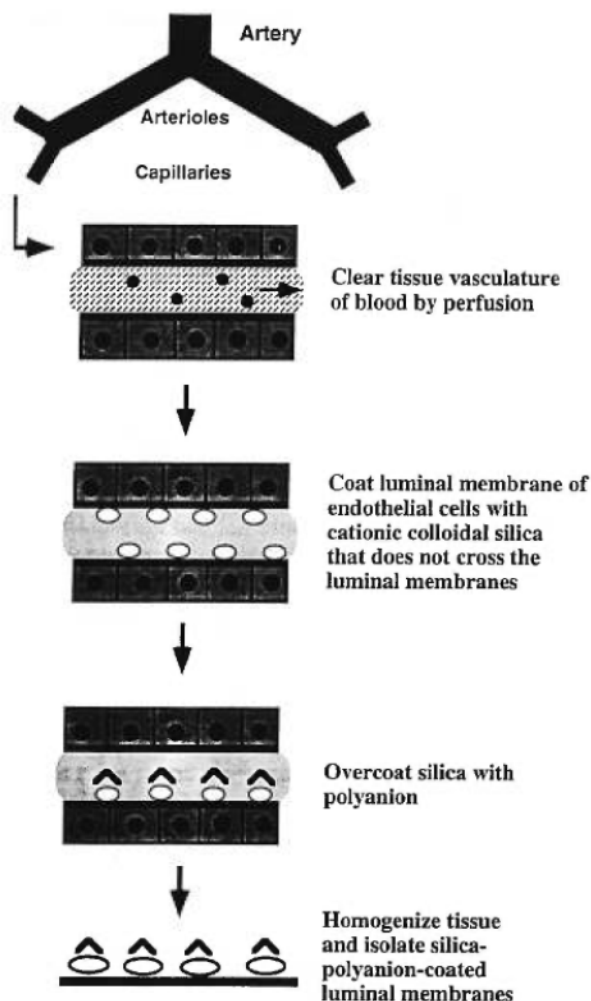 Artery
Arterioles
Capillaries
Clear tissue vasculature
of blood by perfusion
Coat luminal membrane of
endothelial cells with
cationic colloidal silica
that does not cross the
luminal membranes
Overcoat silica with
polyanion
Homogenize tissue
and isolate silica-
polyanion-coated
luminal membranes